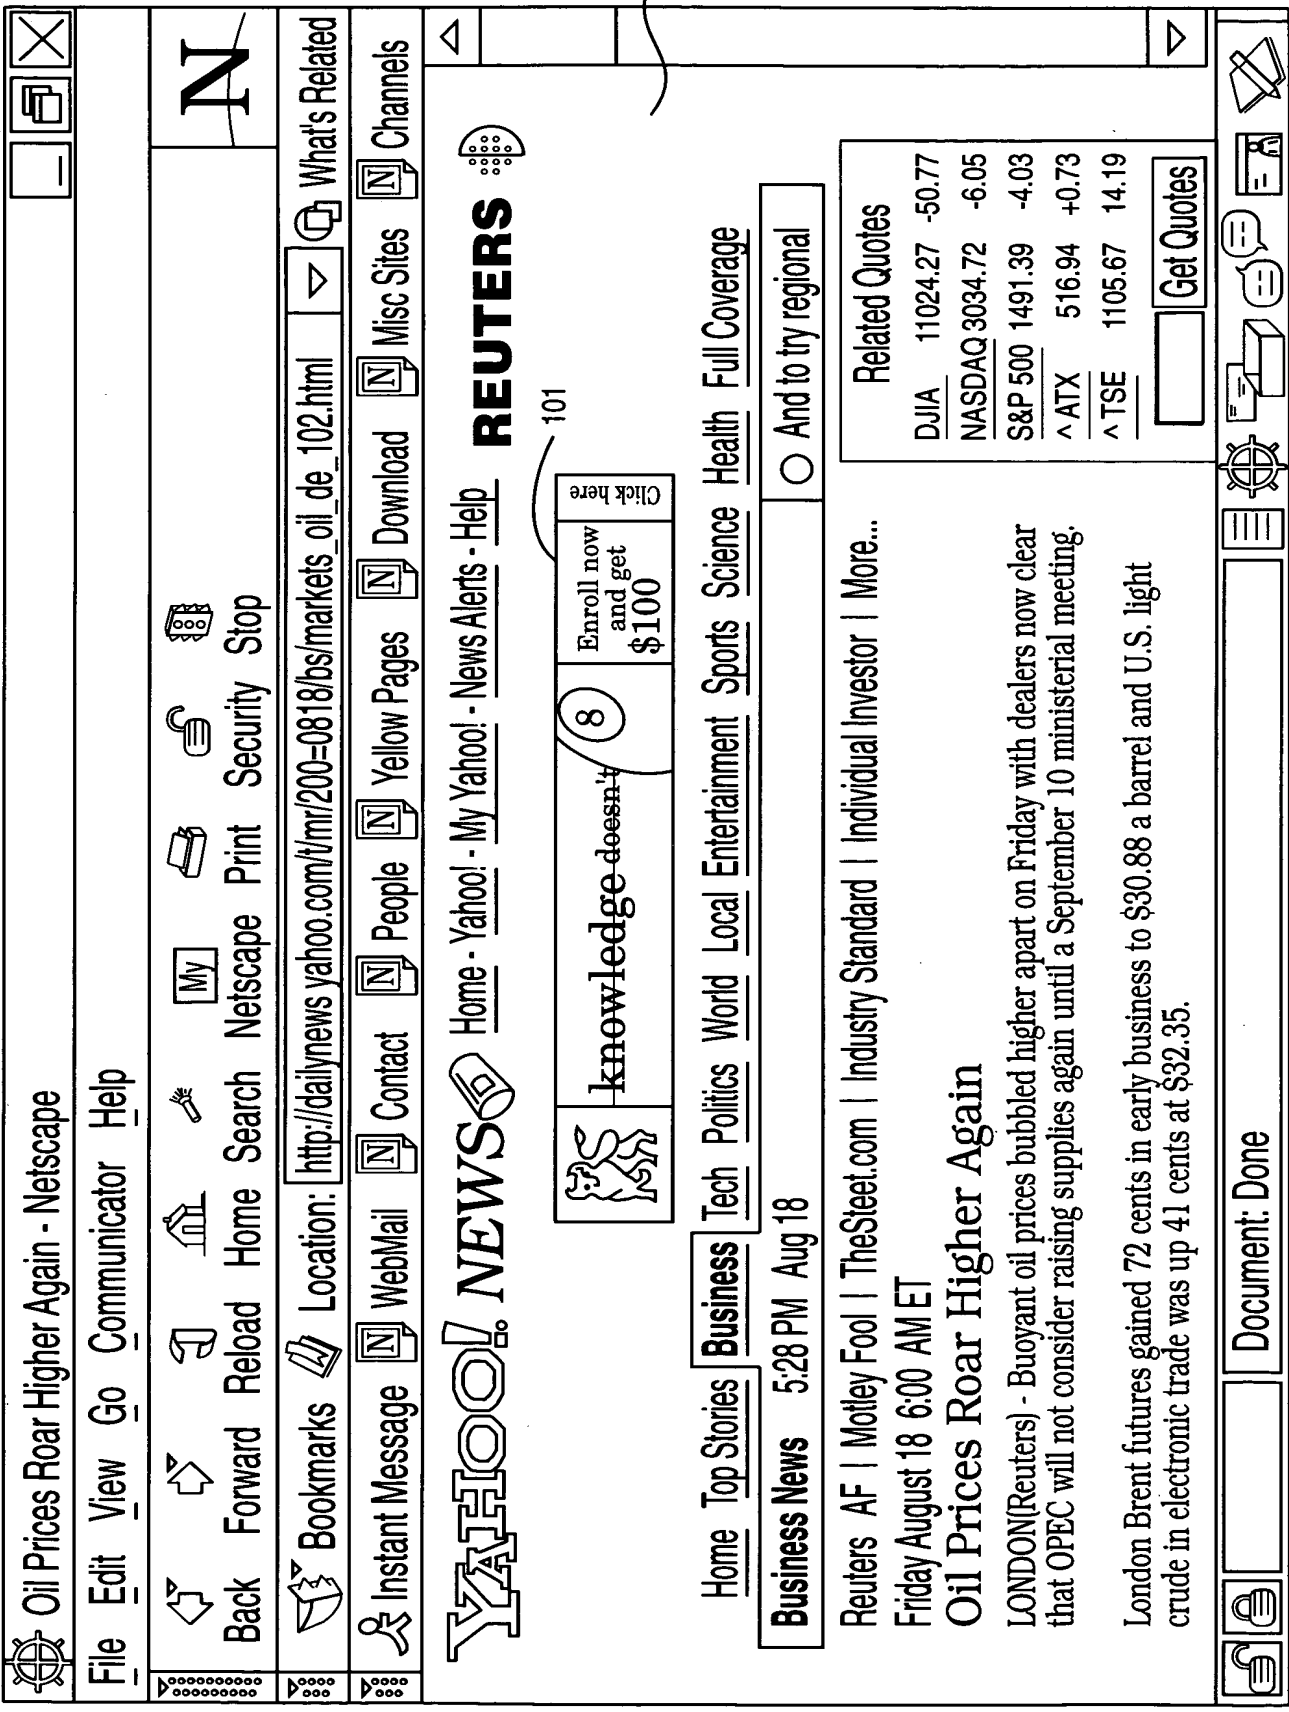 Oil Prices Roar Higher Again - Netscape
File Edit View Go Communicator Help
My
N
Back Forward Reload Home Search Netscape Print Security Stop
Bookmarks Location: http://dailynews yahoo.com/t/mr/200=0818/bs/markets_oil_de_102.html What's Related
Instant Message N WebMail N Contact N People N Yellow Pages N Download N Misc Sites N Channels
YAHOO! NEWS Home - Yahoo! - My Yahoo! - News Alerts - Help REUTERS
101
knowledge doesn't 8 Enroll now and get $100 Click here
Home Top Stories Business Tech Politics World Local Entertainment Sports Science Health Full Coverage
Business News 5:28 PM Aug 18 And to try regional
Reuters AF | Motley Fool | TheSteet.com | Industry Standard | Individual Investor | More...
Friday August 18 6:00 AM ET
Oil Prices Roar Higher Again
LONDON(Reuters) - Buoyant oil prices bubbled higher apart on Friday with dealers now clear
that OPEC will not consider raising supplies again until a September 10 ministerial meeting.
London Brent futures gained 72 cents in early business to $30.88 a barrel and U.S. light
crude in electronic trade was up 41 cents at $32.35.
Related Quotes
DJIA 11024.27 -50.77
NASDAQ 3034.72 -6.05
S&P 500 1491.39 -4.03
^ ATX 516.94 +0.73
^ TSE 1105.67 14.19
Get Quotes
Document: Done